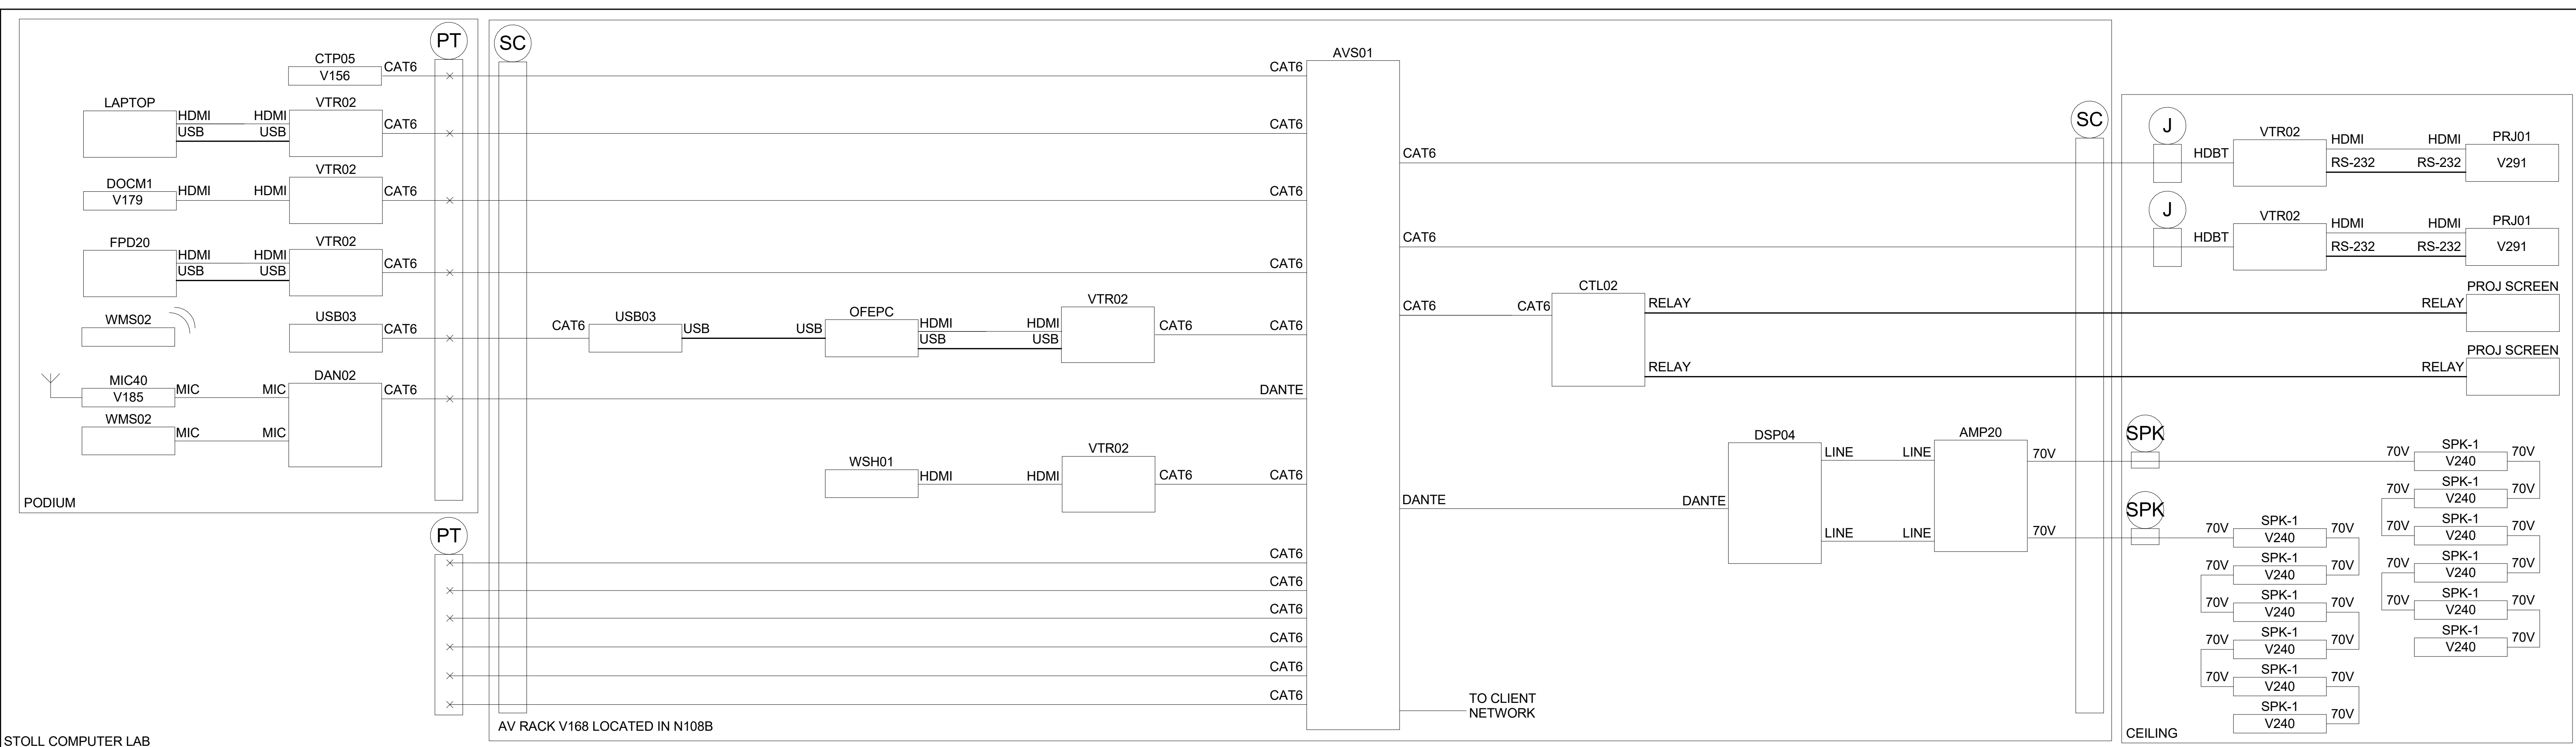 PT
SC
CTP05
V156
CAT6
CAT6
AVS01
LAPTOP
HDMI
USB
HDMI
USB
VTR02
CAT6
CAT6
DOCM1
V179
HDMI
HDMI
VTR02
CAT6
CAT6
FPD20
HDMI
USB
HDMI
USB
VTR02
CAT6
CAT6
WMS02
USB03
CAT6
CAT6
USB03
USB
USB
OFEPC
HDMI
USB
HDMI
USB
VTR02
CAT6
CAT6
MIC40
V185
MIC
MIC
DAN02
CAT6
DANTE
WMS02
MIC
MIC
WSH01
HDMI
HDMI
VTR02
CAT6
CAT6
PODIUM
PT
CAT6
CAT6
CAT6
CAT6
CAT6
CAT6
AV RACK V168 LOCATED IN N108B
STOLL COMPUTER LAB
SC
CAT6
J
HDBT
VTR02
HDMI
RS-232
HDMI
RS-232
PRJ01
V291
CAT6
J
HDBT
VTR02
HDMI
RS-232
HDMI
RS-232
PRJ01
V291
CAT6
CAT6
CTL02
RELAY
RELAY
PROJ SCREEN
RELAY
RELAY
PROJ SCREEN
DANTE
DANTE
DSP04
LINE
LINE
AMP20
70V
LINE
LINE
70V
TO CLIENT
NETWORK
SPK
70V
SPK-1
V240
70V
70V
SPK-1
V240
70V
70V
SPK-1
V240
70V
70V
SPK-1
V240
70V
70V
SPK-1
V240
70V
SPK-1
V240
70V
SPK
70V
SPK-1
V240
70V
70V
SPK-1
V240
70V
70V
SPK-1
V240
70V
70V
SPK-1
V240
70V
70V
SPK-1
V240
70V
SPK-1
V240
70V
CEILING